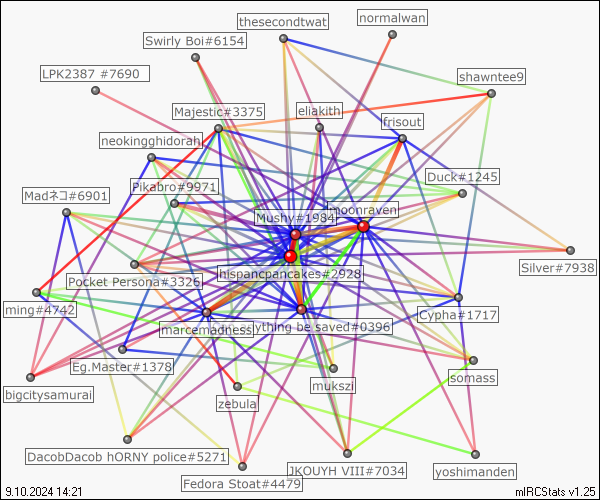 thesecondtwat
normalwan
Swirly Boi#6154
LPK2387 #7690
shawntee9
Majestic#3375
eliakith
frisout
neokingghidorah
Duck#1245
Pikabro#9971
Madネコ#6901
Mushy#1984
moonraven
Silver#7938
hispancpancakes#2928
Pocket Persona#3326
ming#4742
Cypha#1717
marcemadness
ything be saved#0396
Eg.Master#1378
somass
mukszi
bigcitysamurai
zebula
DacobDacob hORNY police#5271
JKOUYH VIII#7034
yoshimanden
Fedora Stoat#4479
9.10.2024 14:21
mIRCStats v1.25